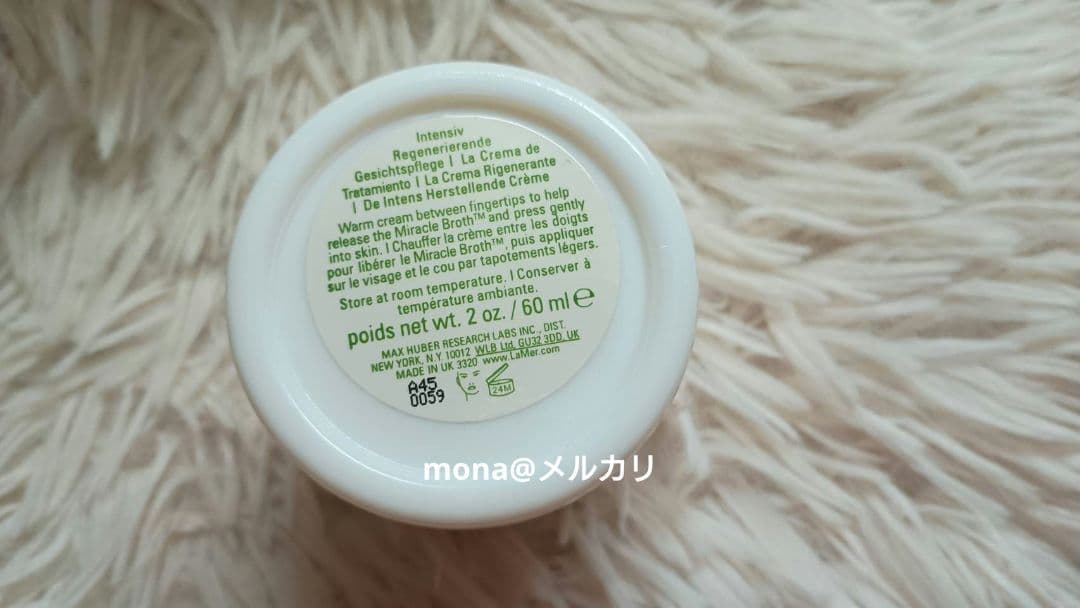 Intensiv
Regenerierende
Gesichtspflege | La Crema de
Tratamiento | La Crema Rigenerante
| De Intens Herstellende Crème
Warm cream between fingertips to help
release the Miracle Broth™ and press gently
into skin. | Chauffer la crème entre les doigts
pour libérer le Miracle Broth™, puis appliquer
sur le visage et le cou par tapotements légers.
Store at room temperature. | Conserver à
température ambiante.
poids net wt. 2 oz. / 60 ml ℮
MAX HUBER RESEARCH LABS INC., DIST.
NEW YORK, N.Y. 10012 WLB Ltd. GU32 3DD, UK
MADE IN UK 3320 www.LaMer.com
A45
0059
24M
mona@メルカリ